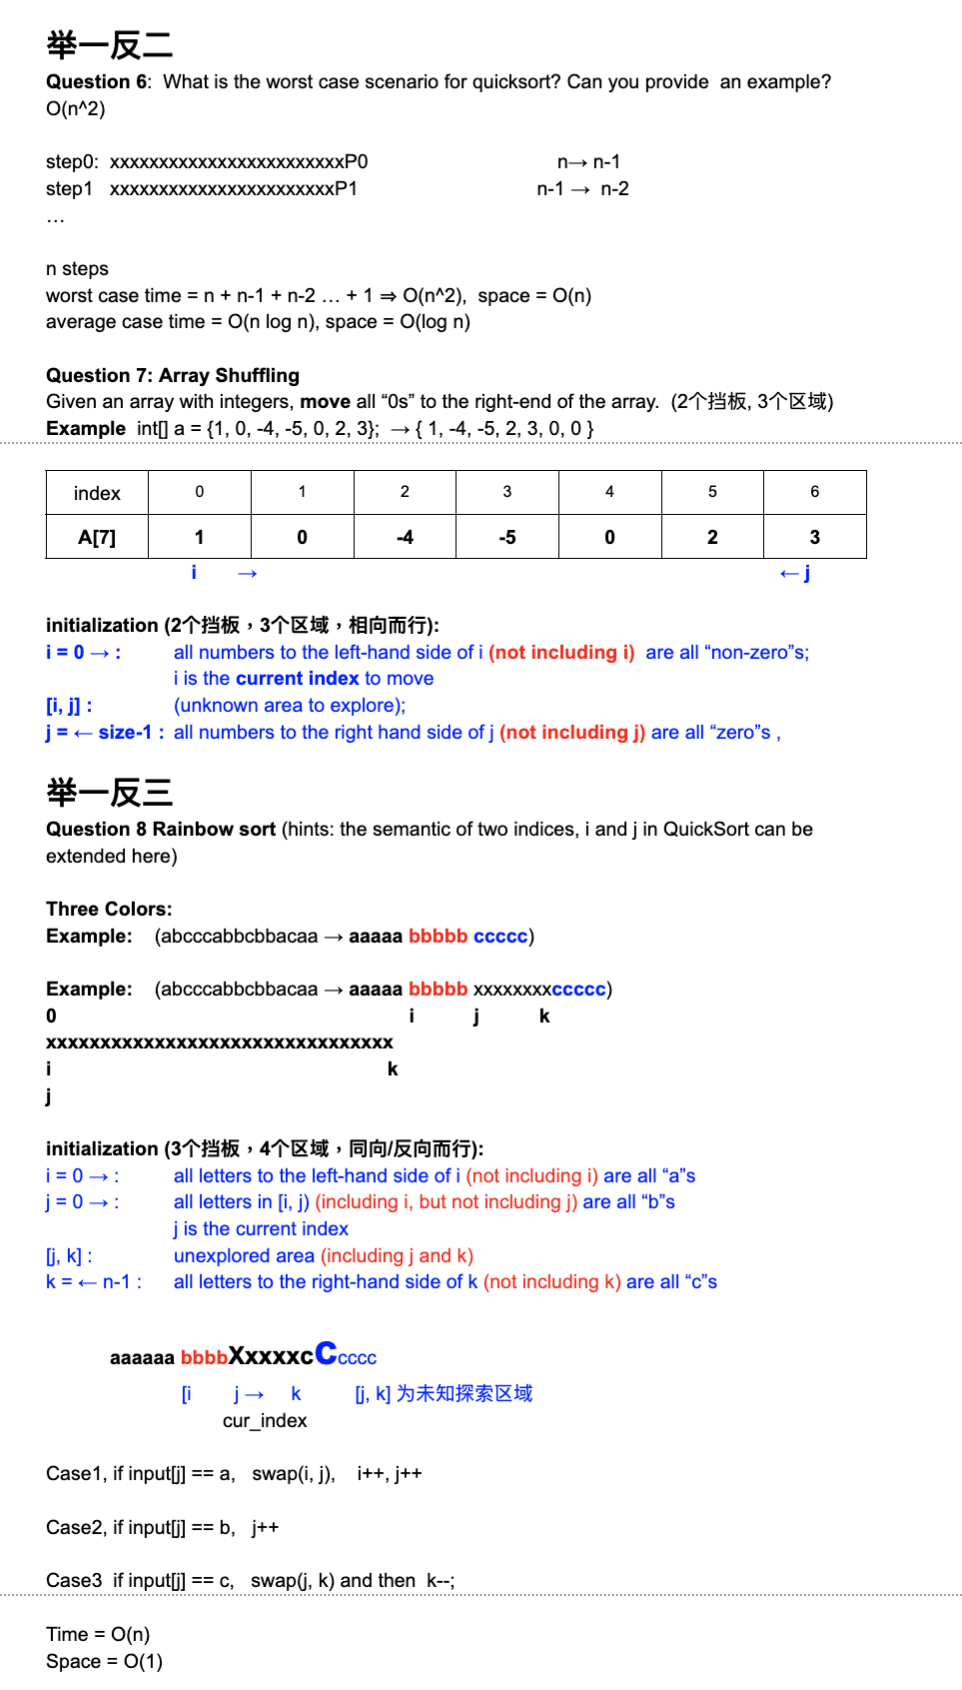 举一反二
Question 6:  What is the worst case scenario for quicksort? Can you provide  an example?
O(n^2)
step0:  xxxxxxxxxxxxxxxxxxxxxxxxP0                    n→ n-1
step1   xxxxxxxxxxxxxxxxxxxxxxxP1                  n-1 →  n-2
…
n steps
worst case time = n + n-1 + n-2 … + 1 ⇒ O(n^2),  space = O(n)
average case time = O(n log n), space = O(log n)
Question 7: Array Shuffling
Given an array with integers, move all “0s” to the right-end of the array.  (2个挡板, 3个区域)
Example  int[] a = {1, 0, -4, -5, 0, 2, 3};  → { 1, -4, -5, 2, 3, 0, 0 }
index 0 1 2 3 4 5 6
A[7] 1 0 -4 -5 0 2 3
i → ← j
initialization (2个挡板，3个区域，相向而行):
i = 0 → : all numbers to the left-hand side of i (not including i)  are all “non-zero”s;
i is the current index to move
[i, j] : (unknown area to explore);
j = ← size-1 : all numbers to the right hand side of j (not including j) are all “zero”s ,
举一反三
Question 8 Rainbow sort (hints: the semantic of two indices, i and j in QuickSort can be
extended here)
Three Colors:
Example:    (abcccabbcbbacaa → aaaaa bbbbb ccccc)
Example:    (abcccabbcbbacaa → aaaaa bbbbb xxxxxxxxccccc)
0 i j k
xxxxxxxxxxxxxxxxxxxxxxxxxxxxxxxx
i k
j
initialization (3个挡板，4个区域，同向/反向而行):
i = 0 → : all letters to the left-hand side of i (not including i) are all “a”s
j = 0 → : all letters in [i, j) (including i, but not including j) are all “b”s
j is the current index
[j, k] : unexplored area (including j and k)
k = ← n-1 : all letters to the right-hand side of k (not including k) are all “c”s
aaaaaa bbbbXxxxxcCcccc
[i j → k [j, k] 为未知探索区域
cur_index
Case1, if input[j] == a,   swap(i, j),    i++, j++
Case2, if input[j] == b,   j++
Case3  if input[j] == c,   swap(j, k) and then  k--;
Time = O(n)
Space = O(1)